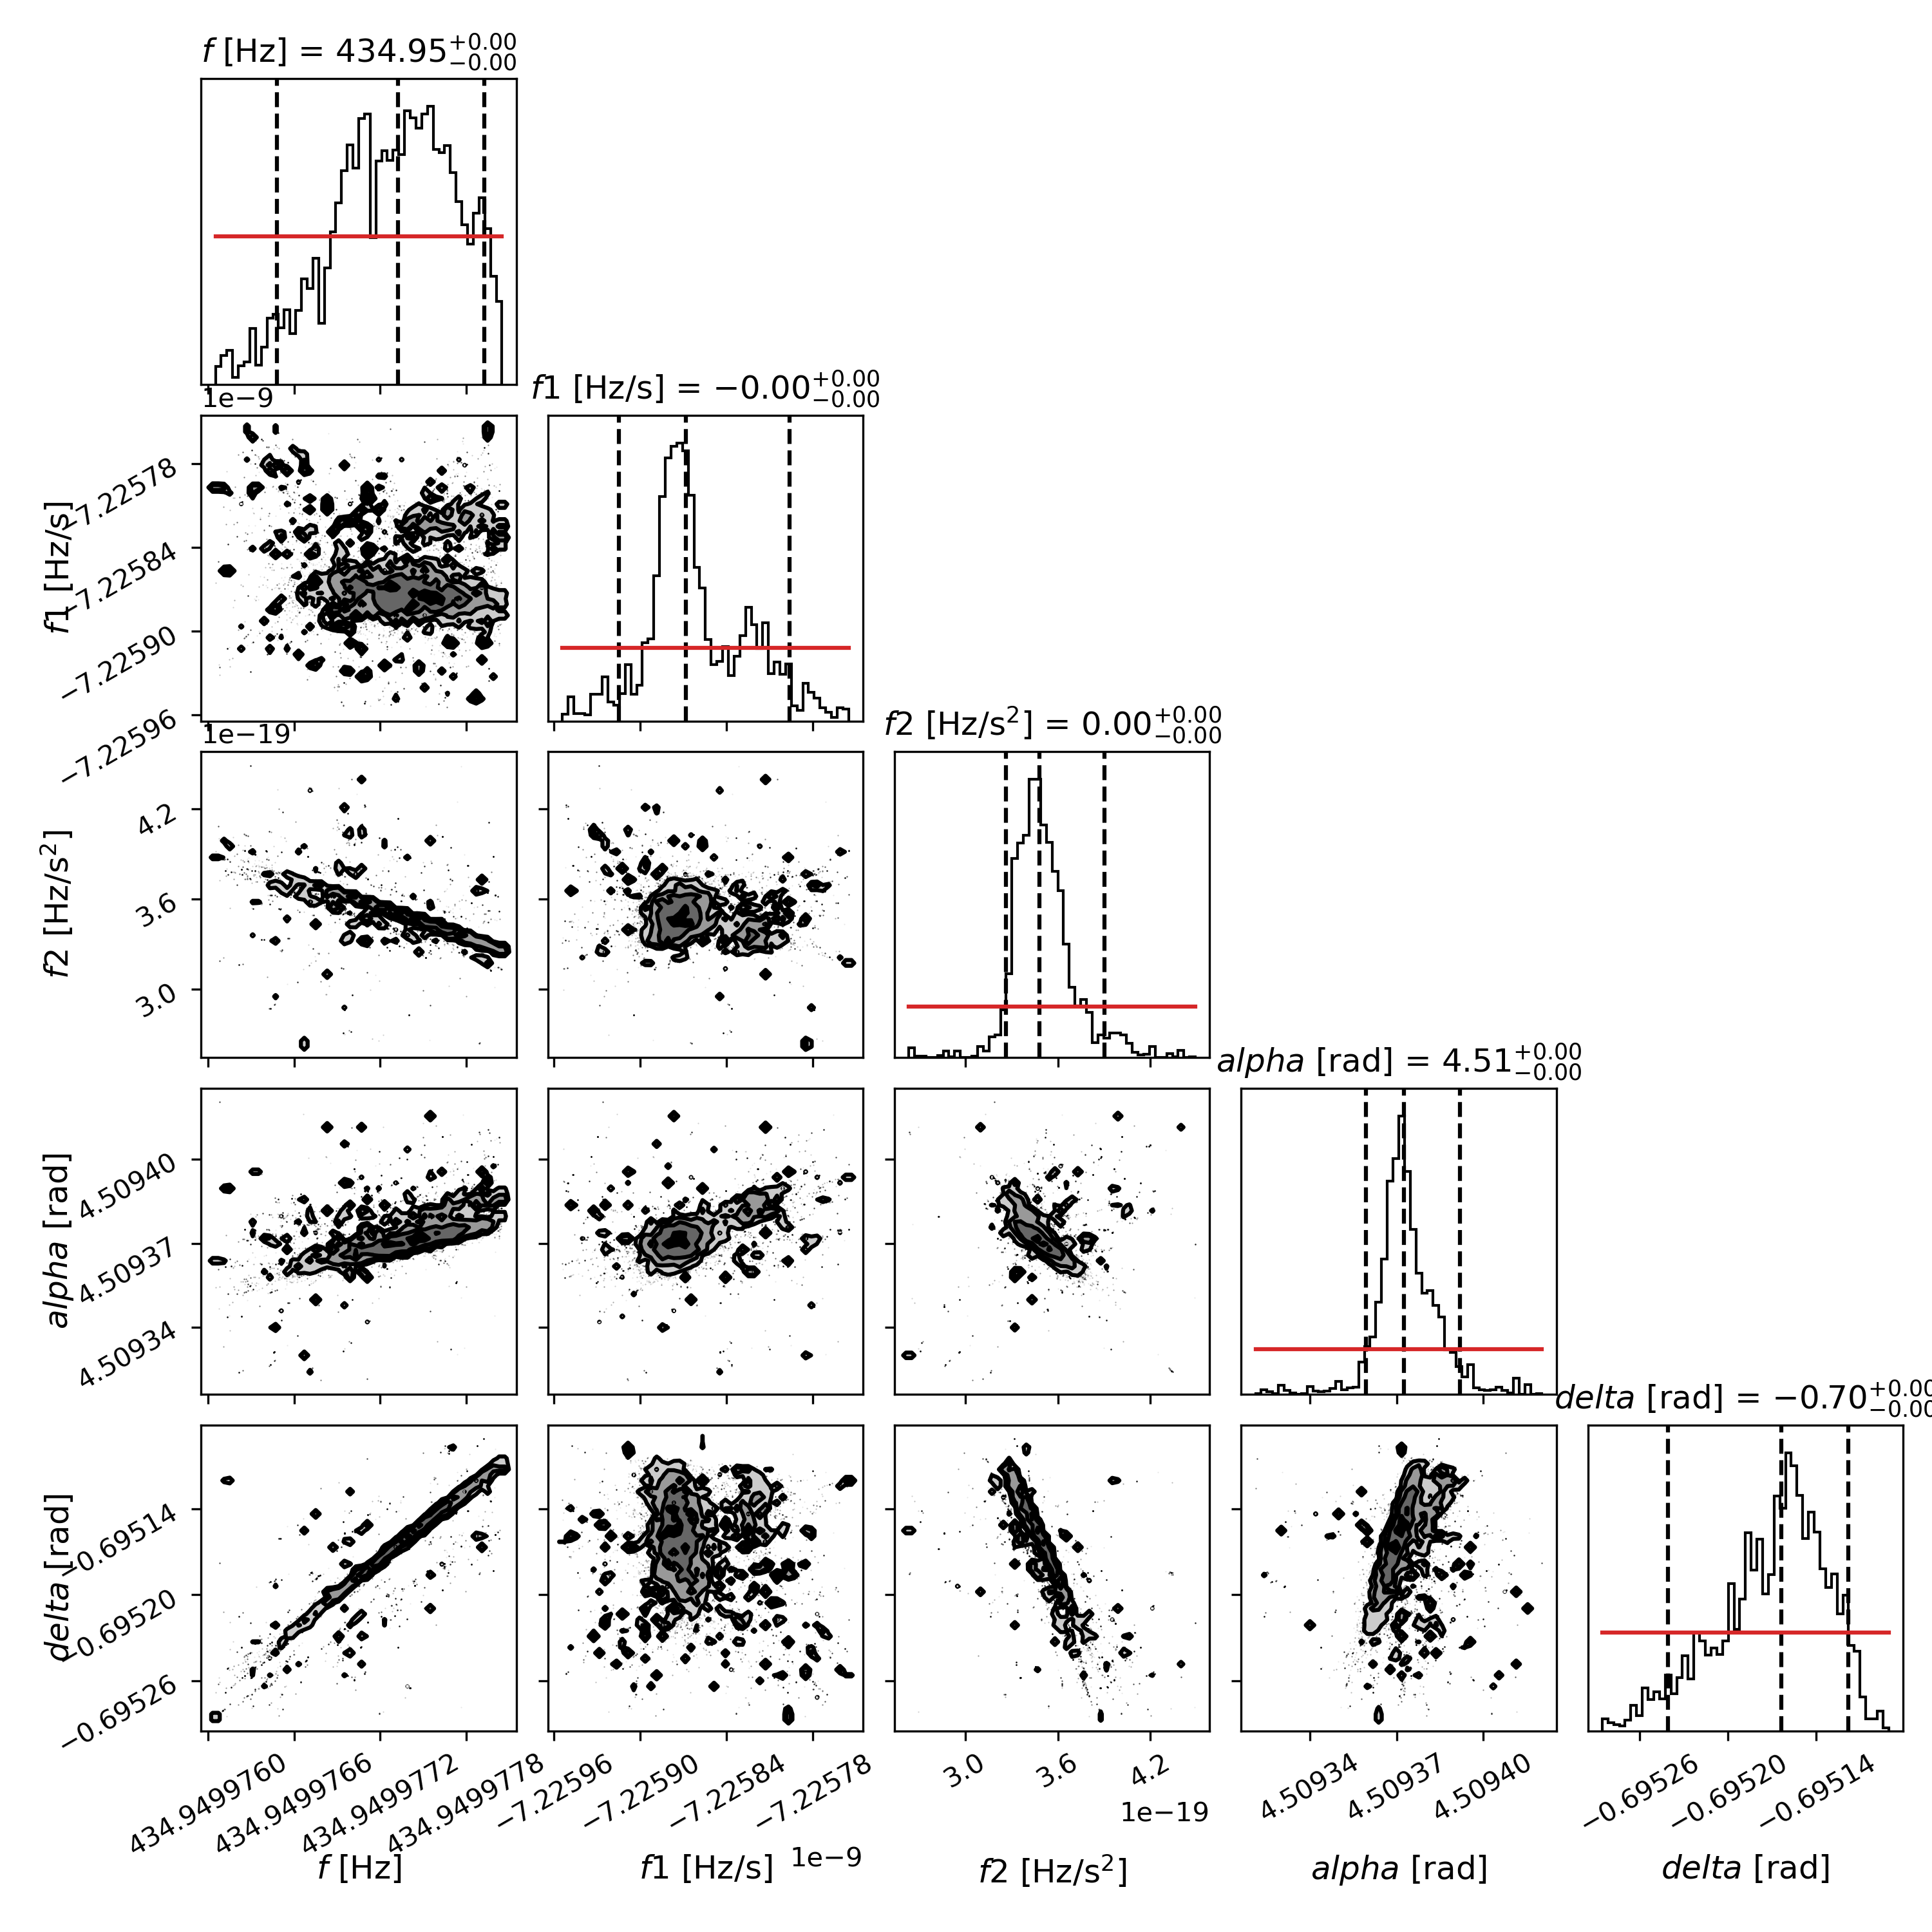 f [Hz] = 434.95+0.00−0.00
1e−9
f1 [Hz/s] = −0.00+0.00−0.00
−7.22578
−7.22584
−7.22590
−7.22596
f1 [Hz/s]
1e−19
f2 [Hz/s2] = 0.00+0.00−0.00
4.2
3.6
3.0
f2 [Hz/s2]
alpha [rad] = 4.51+0.00−0.00
4.50940
4.50937
4.50934
alpha [rad]
delta [rad] = −0.70+0.00−0.00
−0.69514
−0.69520
−0.69526
delta [rad]
434.9499760 434.9499766 434.9499772 434.9499778
−7.22596 −7.22590 −7.22584 −7.22578
3.0 3.6 4.2
4.50934 4.50937 4.50940
−0.69526 −0.69520 −0.69514
1e−19
1e−9
f [Hz]
f1 [Hz/s]
f2 [Hz/s2]
alpha [rad]
delta [rad]